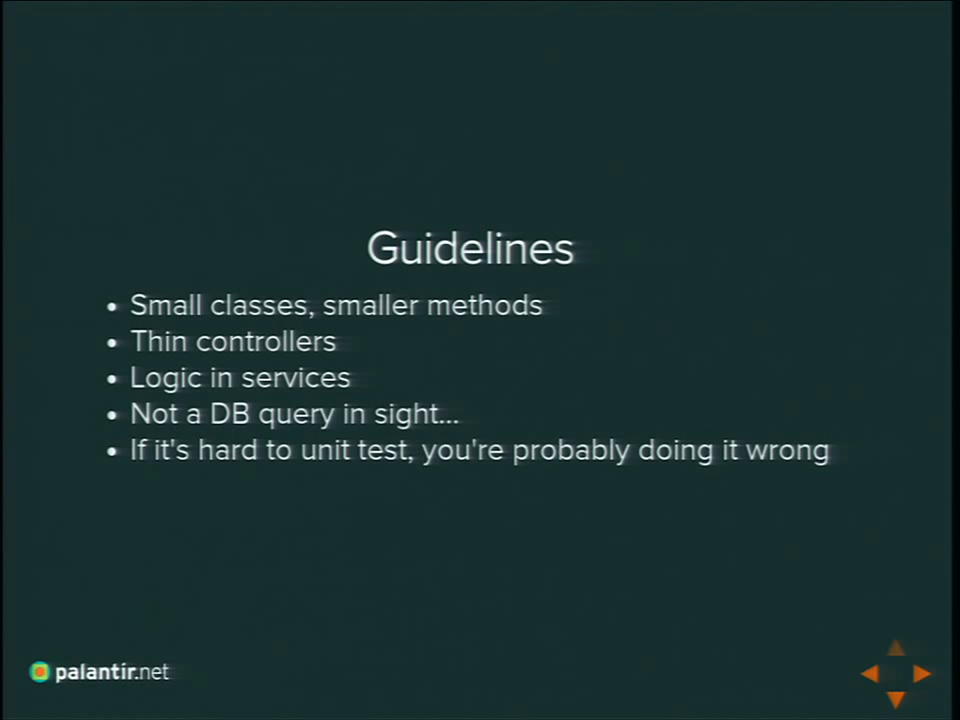 Guidelines
• Small classes, smaller methods
• Thin controllers
• Logic in services
• Not a DB query in sight...
• If it's hard to unit test, you're probably doing it wrong
palantír.net